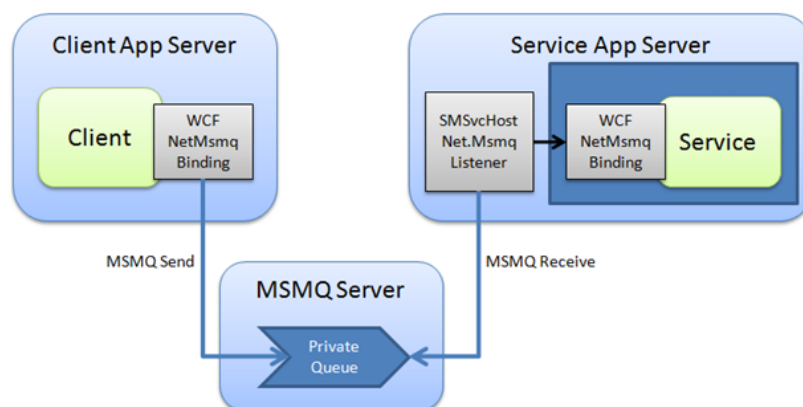 Client App Server
Client
WCF
NetMsmq
Binding
Service App Server
SMSvcHost
Net.Msmq
Listener
WCF
NetMsmq
Binding
Service
MSMQ Send
MSMQ Receive
MSMQ Server
Private
Queue